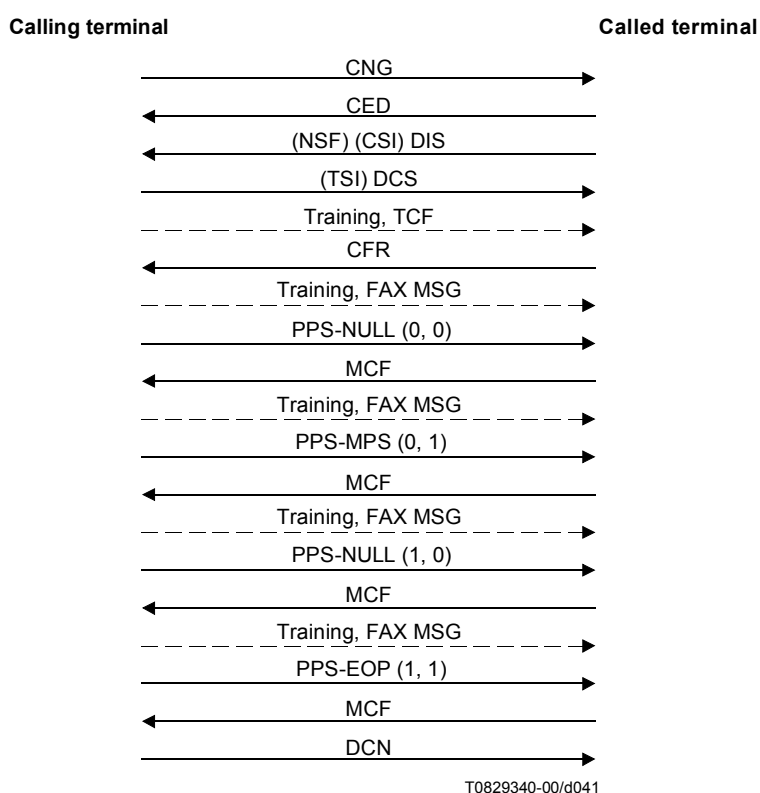 Calling terminal
Called terminal
CNG
CED
(NSF) (CSI) DIS
(TSI) DCS
Training, TCF
CFR
Training, FAX MSG
PPS-NULL (0, 0)
MCF
Training, FAX MSG
PPS-MPS (0, 1)
MCF
Training, FAX MSG
PPS-NULL (1, 0)
MCF
Training, FAX MSG
PPS-EOP (1, 1)
MCF
DCN
T0829340-00/d041